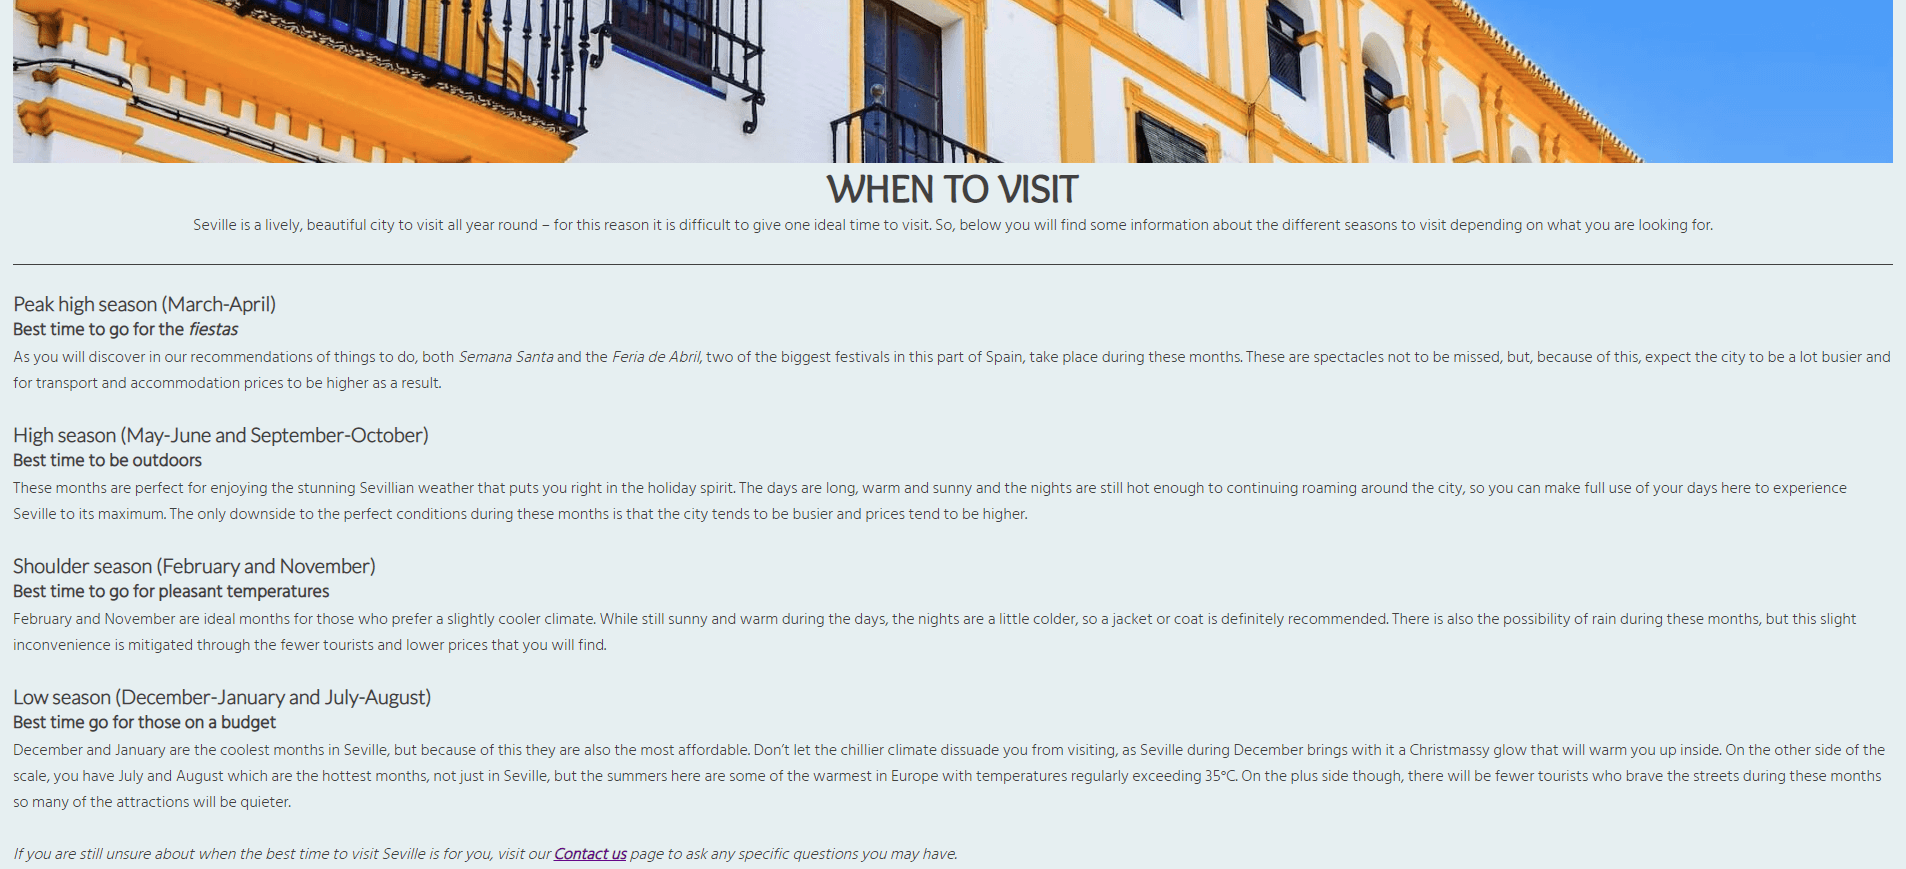 WHEN TO VISIT
Seville is a lively, beautiful city to visit all year round – for this reason it is difficult to give one ideal time to visit. So, below you will find some information about the different seasons to visit depending on what you are looking for.
Peak high season (March-April)
Best time to go for the fiestas
As you will discover in our recommendations of things to do, both Semana Santa and the Feria de Abril, two of the biggest festivals in this part of Spain, take place during these months. These are spectacles not to be missed, but, because of this, expect the city to be a lot busier and
for transport and accommodation prices to be higher as a result.
High season (May-June and September-October)
Best time to be outdoors
These months are perfect for enjoying the stunning Sevillian weather that puts you right in the holiday spirit. The days are long, warm and sunny and the nights are still hot enough to continuing roaming around the city, so you can make full use of your days here to experience
Seville to its maximum. The only downside to the perfect conditions during these months is that the city tends to be busier and prices tend to be higher.
Shoulder season (February and November)
Best time to go for pleasant temperatures
February and November are ideal months for those who prefer a slightly cooler climate. While still sunny and warm during the days, the nights are a little colder, so a jacket or coat is definitely recommended. There is also the possibility of rain during these months, but this slight
inconvenience is mitigated through the fewer tourists and lower prices that you will find.
Low season (December-January and July-August)
Best time go for those on a budget
December and January are the coolest months in Seville, but because of this they are also the most affordable. Don't let the chillier climate dissuade you from visiting, as Seville during December brings with it a Christmassy glow that will warm you up inside. On the other side of the
scale, you have July and August which are the hottest months, not just in Seville, but the summers here are some of the warmest in Europe with temperatures regularly exceeding 35°C. On the plus side though, there will be fewer tourists who brave the streets during these months
so many of the attractions will be quieter.
If you are still unsure about when the best time to visit Seville is for you, visit our Contact us page to ask any specific questions you may have.